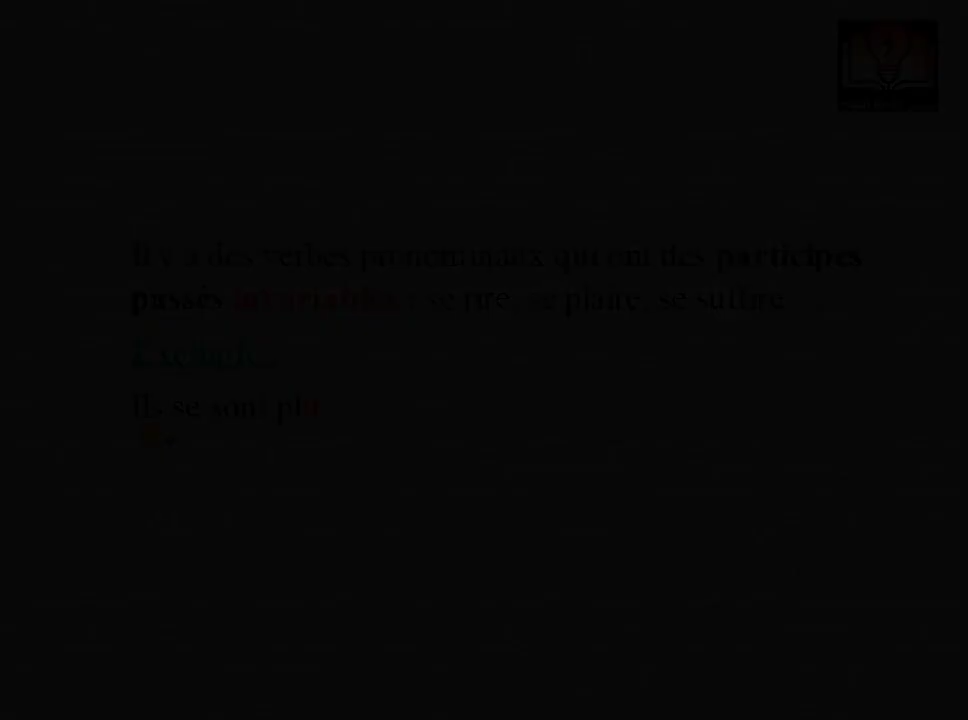 Il y a des verbes pronominaux qui ont des participes
passés invariables : se rire, se plaire, se suffire
Exemple :
Ils se sont plu